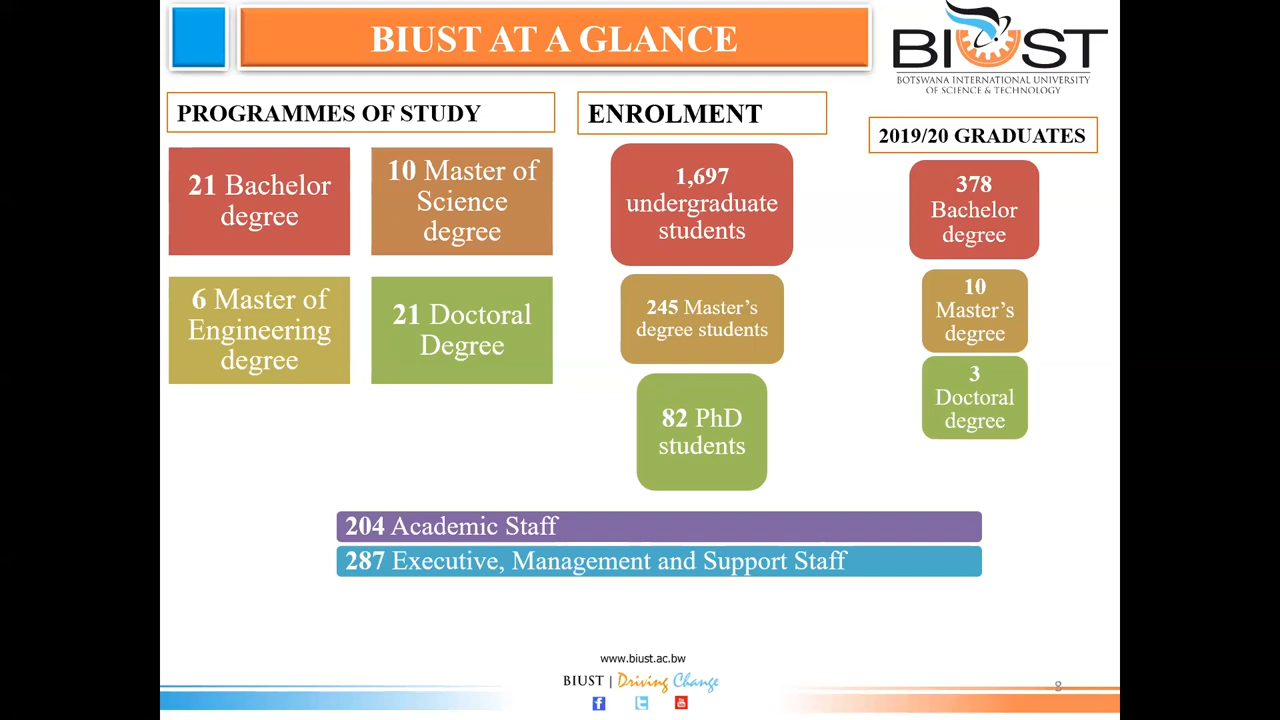 BIUST AT A GLANCE
BIUST
BOTSWANA INTERNATIONAL UNIVERSITY
OF SCIENCE & TECHNOLOGY
PROGRAMMES OF STUDY
21 Bachelor
degree
10 Master of
Science
degree
6 Master of
Engineering
degree
21 Doctoral
Degree
ENROLMENT
1,697
undergraduate
students
245 Master’s
degree students
82 PhD
students
2019/20 GRADUATES
378
Bachelor
degree
10
Master’s
degree
3
Doctoral
degree
204 Academic Staff
287 Executive, Management and Support Staff
www.biust.ac.bw
BIUST | Driving Change
8